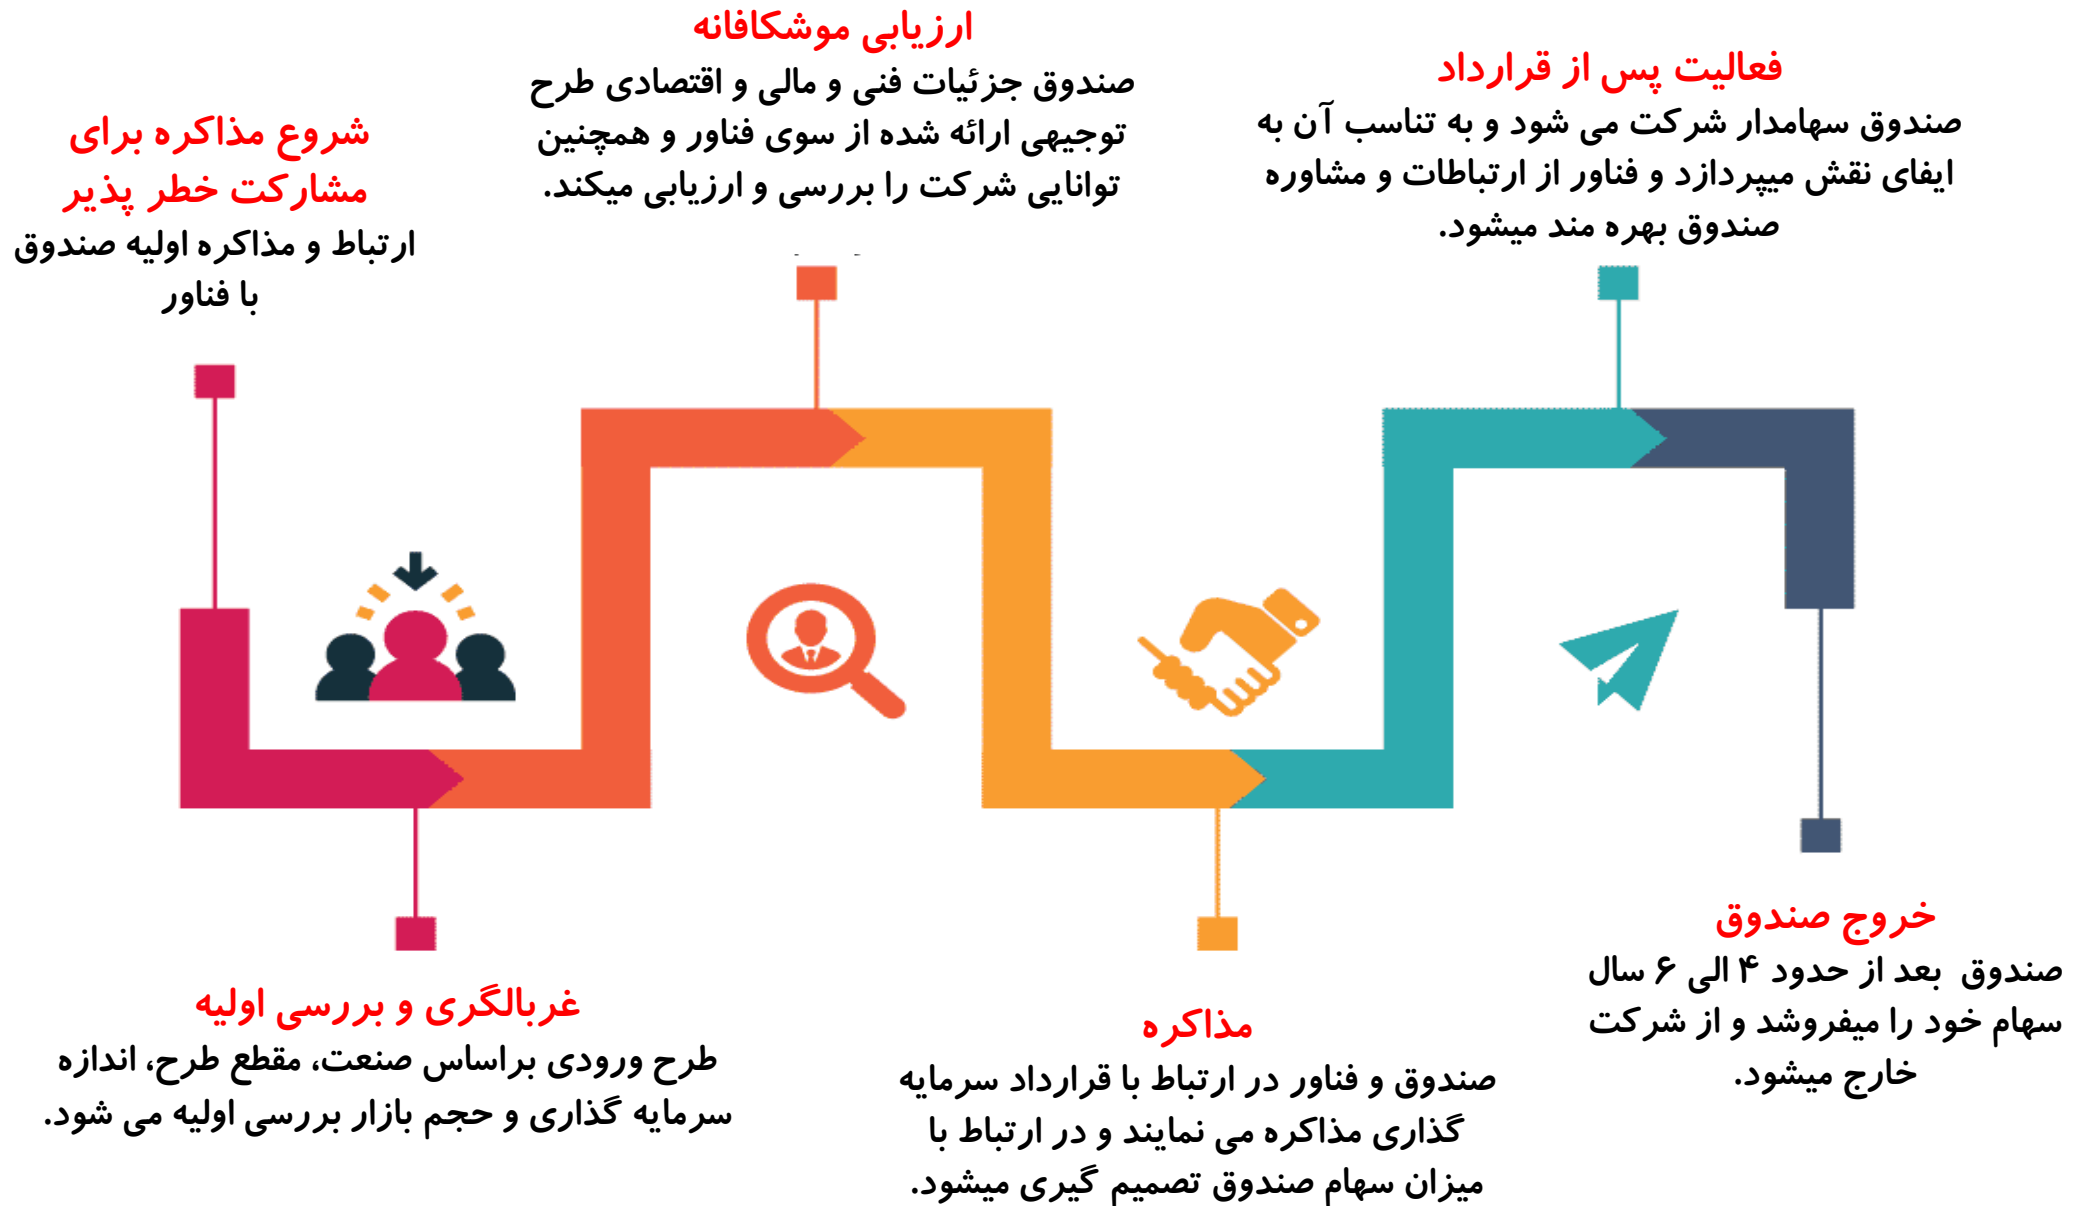 شروع مذاکره برای
مشارکت خطر پذیر
ارتباط و مذاکره اولیه صندوق
با فناور
غربالگری و بررسی اولیه
طرح ورودی براساس صنعت، مقطع طرح، اندازه
سرمایه گذاری و حجم بازار بررسی اولیه می شود.
ارزیابی موشکافانه
صندوق جزئیات فنی و مالی و اقتصادی طرح
توجیهی ارائه شده از سوی فناور و همچنین
توانایی شرکت را بررسی و ارزیابی میکند.
مذاکره
صندوق و فناور در ارتباط با قرارداد سرمایه
گذاری مذاکره می نمایند و در ارتباط با
میزان سهام صندوق تصمیم گیری میشود.
فعالیت پس از قرارداد
صندوق سهامدار شرکت می شود و به تناسب آن به
ایفای نقش میپردازد و فناور از ارتباطات و مشاوره
صندوق بهره مند میشود.
خروج صندوق
صندوق بعد از حدود ۴ الی ۶ سال
سهام خود را میفروشد و از شرکت
خارج میشود.